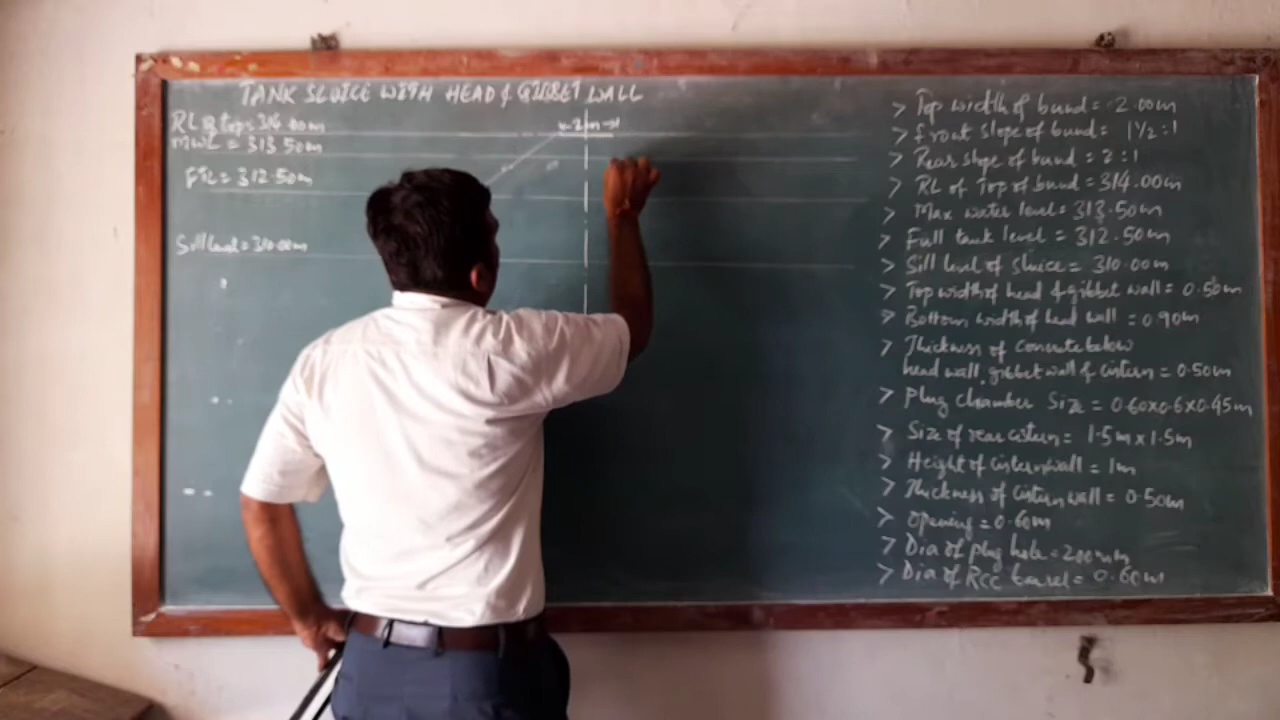 TANK SLUICE WITH HEAD & GIBBET WALL
RL @ top = 314.00m
MWL = 313.50m
FTL = 312.50m
Sill level = 310.00m
2m
> Top width of bund = 2.00m
> front slope of bund = 1½:1
> Rear slope of bund = 2:1
> RL of Top of bund = 314.00m
> Max water level = 313.50m
> Full tank level = 312.50m
> Sill level of sluice = 310.00m
> Top width of head & gibbet wall = 0.50m
> Bottom width of head wall = 0.90m
> Thickness of concrete below
head wall, gibbet wall & cistern = 0.50m
> Plug chamber Size = 0.60x0.6x0.45m
> Size of rear cistern = 1.5m x 1.5m
> Height of cistern wall = 1m
> Thickness of cistern wall = 0.50m
> Opening = 0.60m
> Dia of plug hole = 200mm
> Dia of RCC barrel = 0.60m